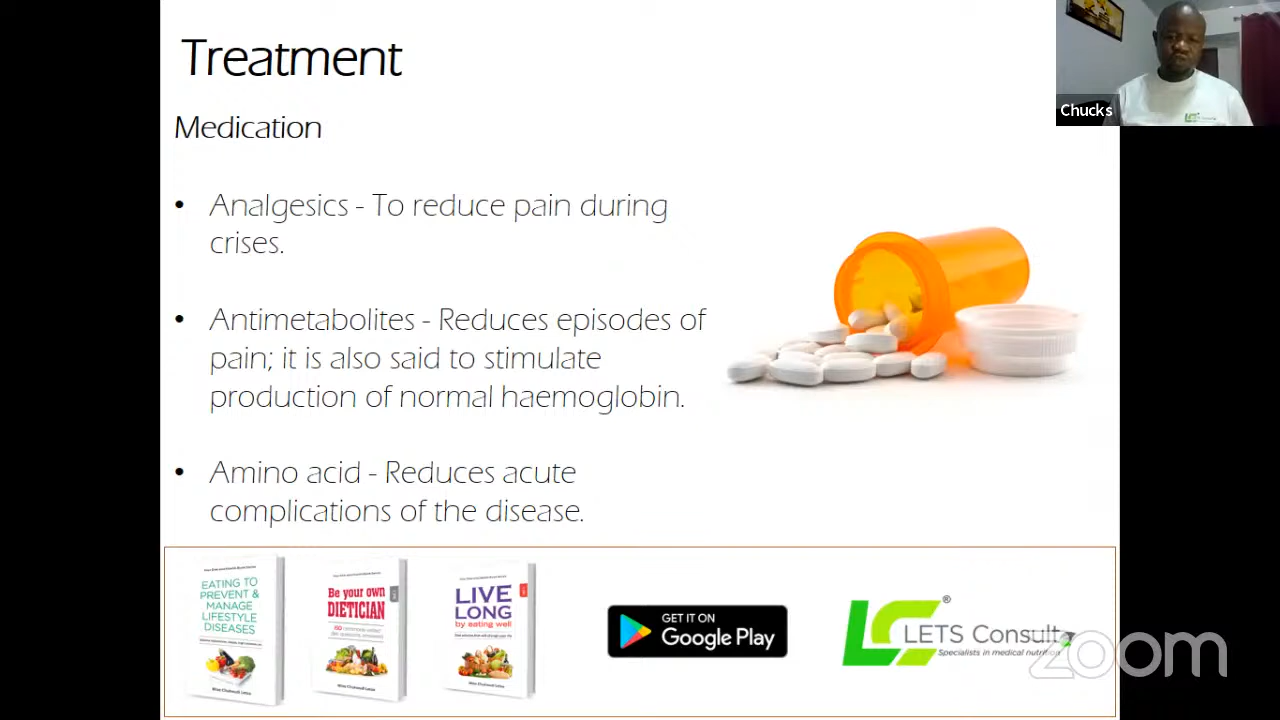 Treatment
Chucks
Medication
• Analgesics - To reduce pain during
crises.
• Antimetabolites - Reduces episodes of
pain; it is also said to stimulate
production of normal haemoglobin.
• Amino acid - Reduces acute
complications of the disease.
EATING TO
PREVENT &
MANAGE
LIFESTYLE
DISEASES
Be your own
DIETICIAN
LIVE
LONG
by eating well
GET IT ON
Google Play
LC®
LETS Consult
Specialists in medical nutrition
zoom